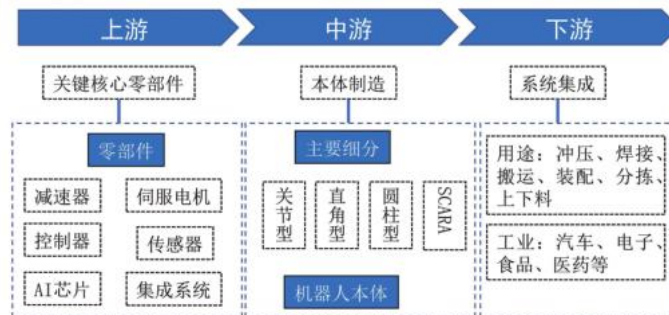 上游
中游
下游
关键核心零部件
本体制造
系统集成
零部件
减速器
伺服电机
控制器
传感器
AI芯片
集成系统
主要细分
关节型
直角型
圆柱型
SCARA
机器人本体
用途：冲压、焊接、
搬运、装配、分拣、
上下料
工业：汽车、电子、
食品、医药等